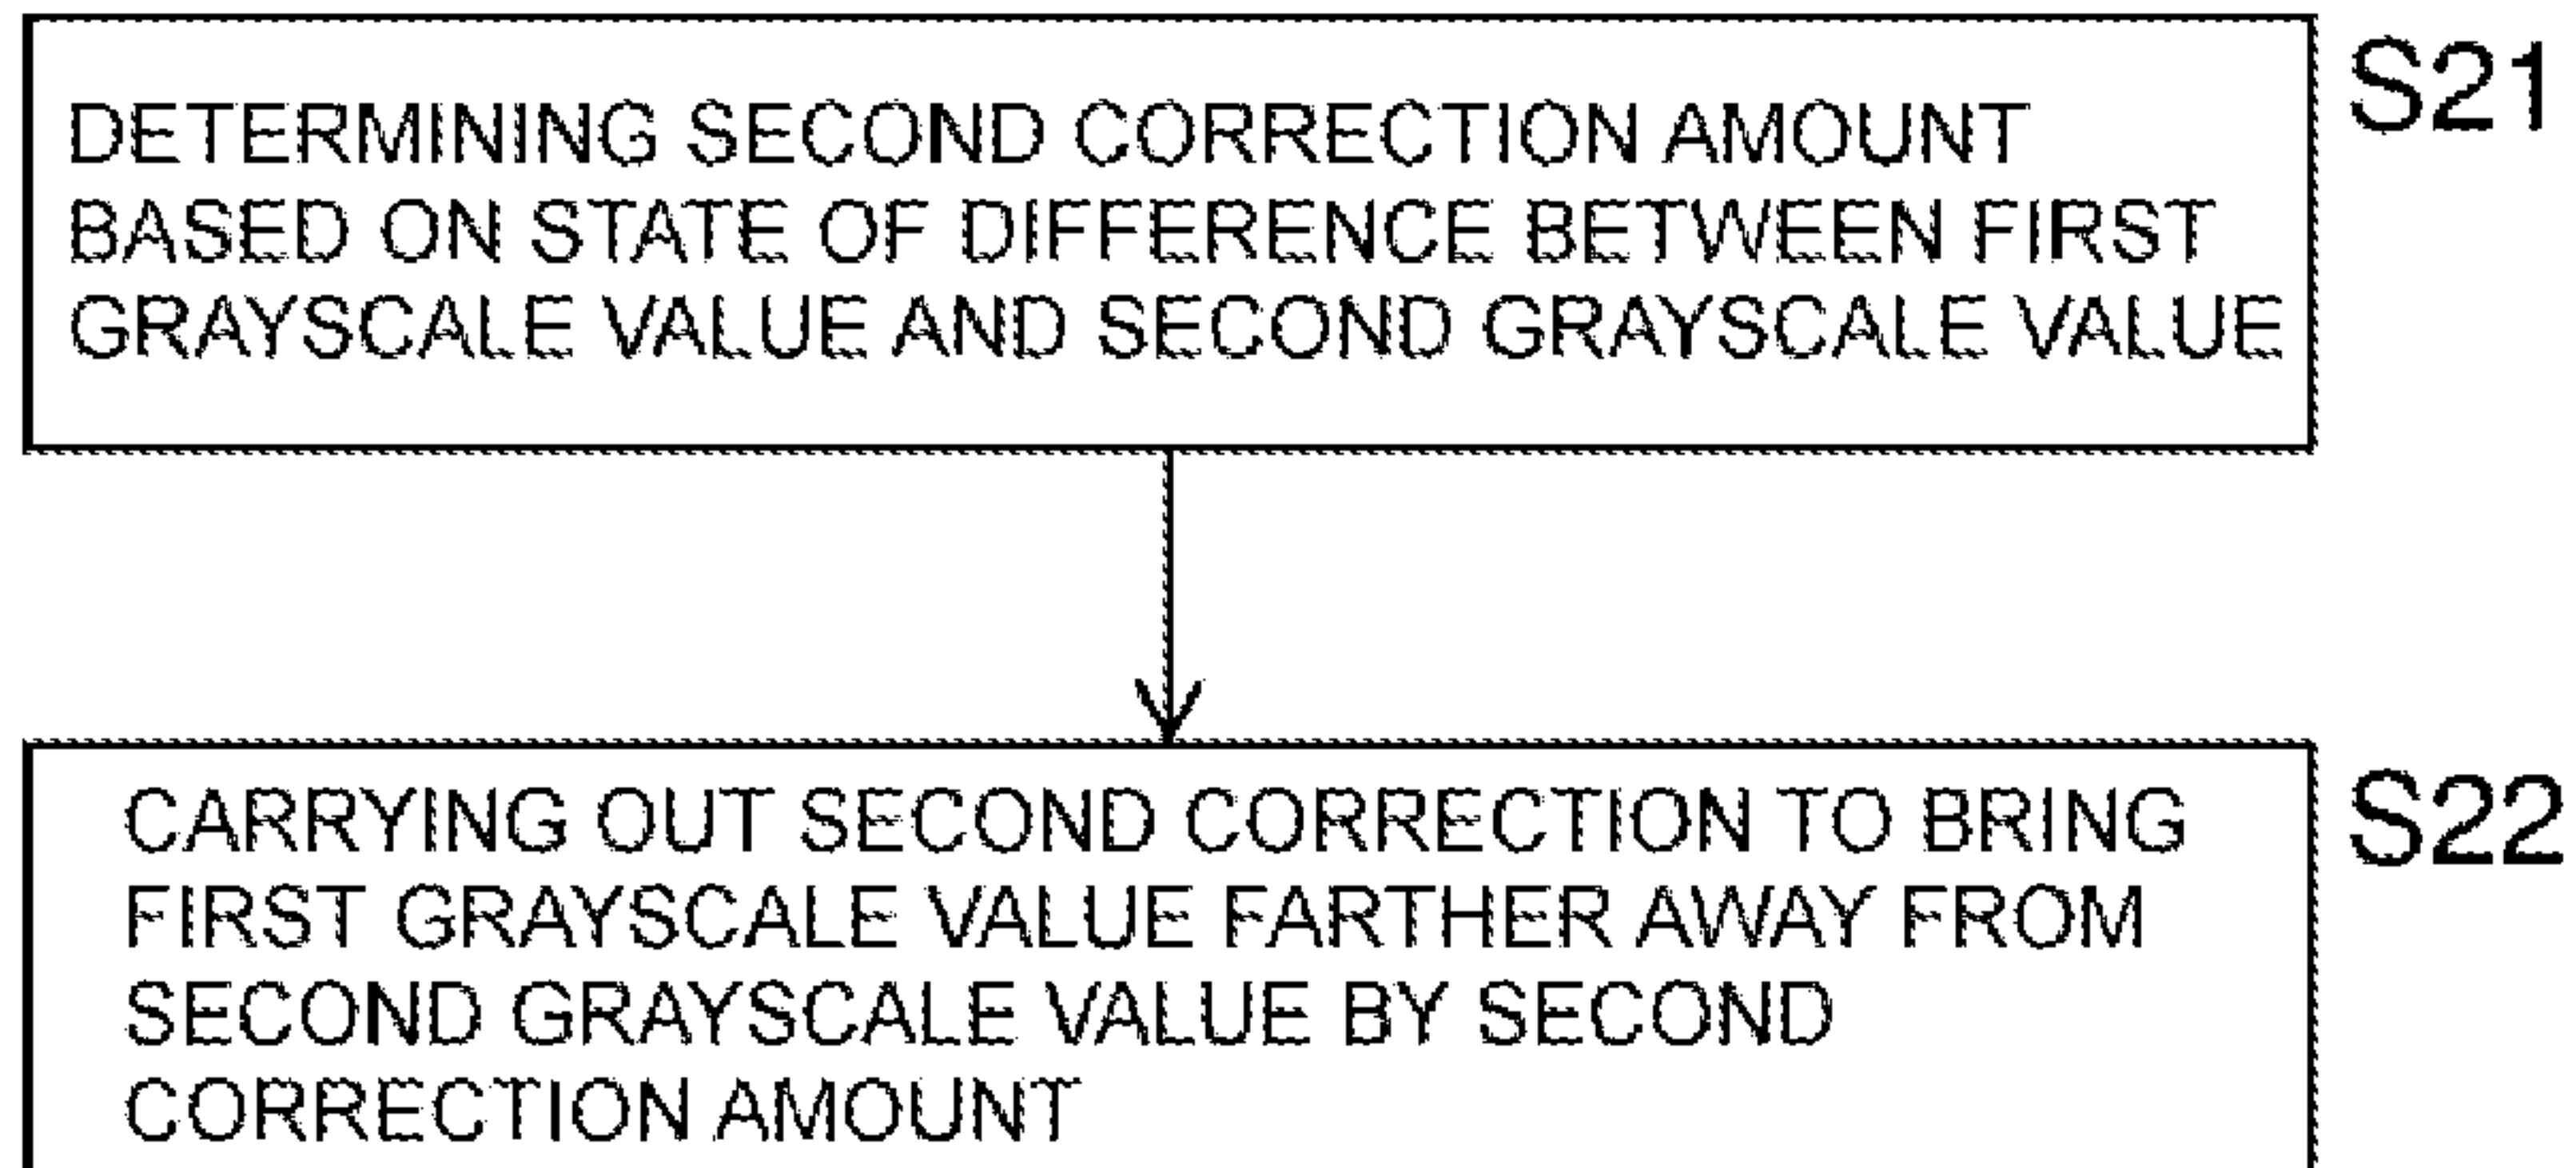 DETERMINING SECOND CORRECTION AMOUNT
BASED ON STATE OF DIFFERENCE BETWEEN FIRST
GRAYSCALE VALUE AND SECOND GRAYSCALE VALUE
S21
CARRYING OUT SECOND CORRECTION TO BRING
FIRST GRAYSCALE VALUE FARTHER AWAY FROM
SECOND GRAYSCALE VALUE BY SECOND
CORRECTION AMOUNT
S22